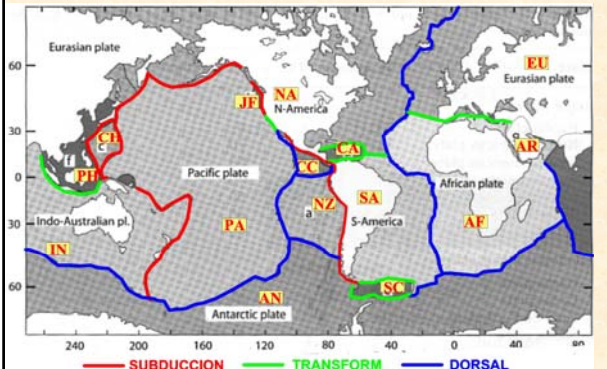 Eurasian plate
EU
Eurasian plate
60
NA
N-America
JF
30
CH
c
CA
AR
f
PH
Pacific plate
CC
African plate
0
NZ
SA
a
Indo-Australian pl.
30
PA
S-America
AF
IN
AN
SC
60
Antarctic plate
240 200 160 120 80 40 0 40 80
SUBDUCCION TRANSFORM DORSAL